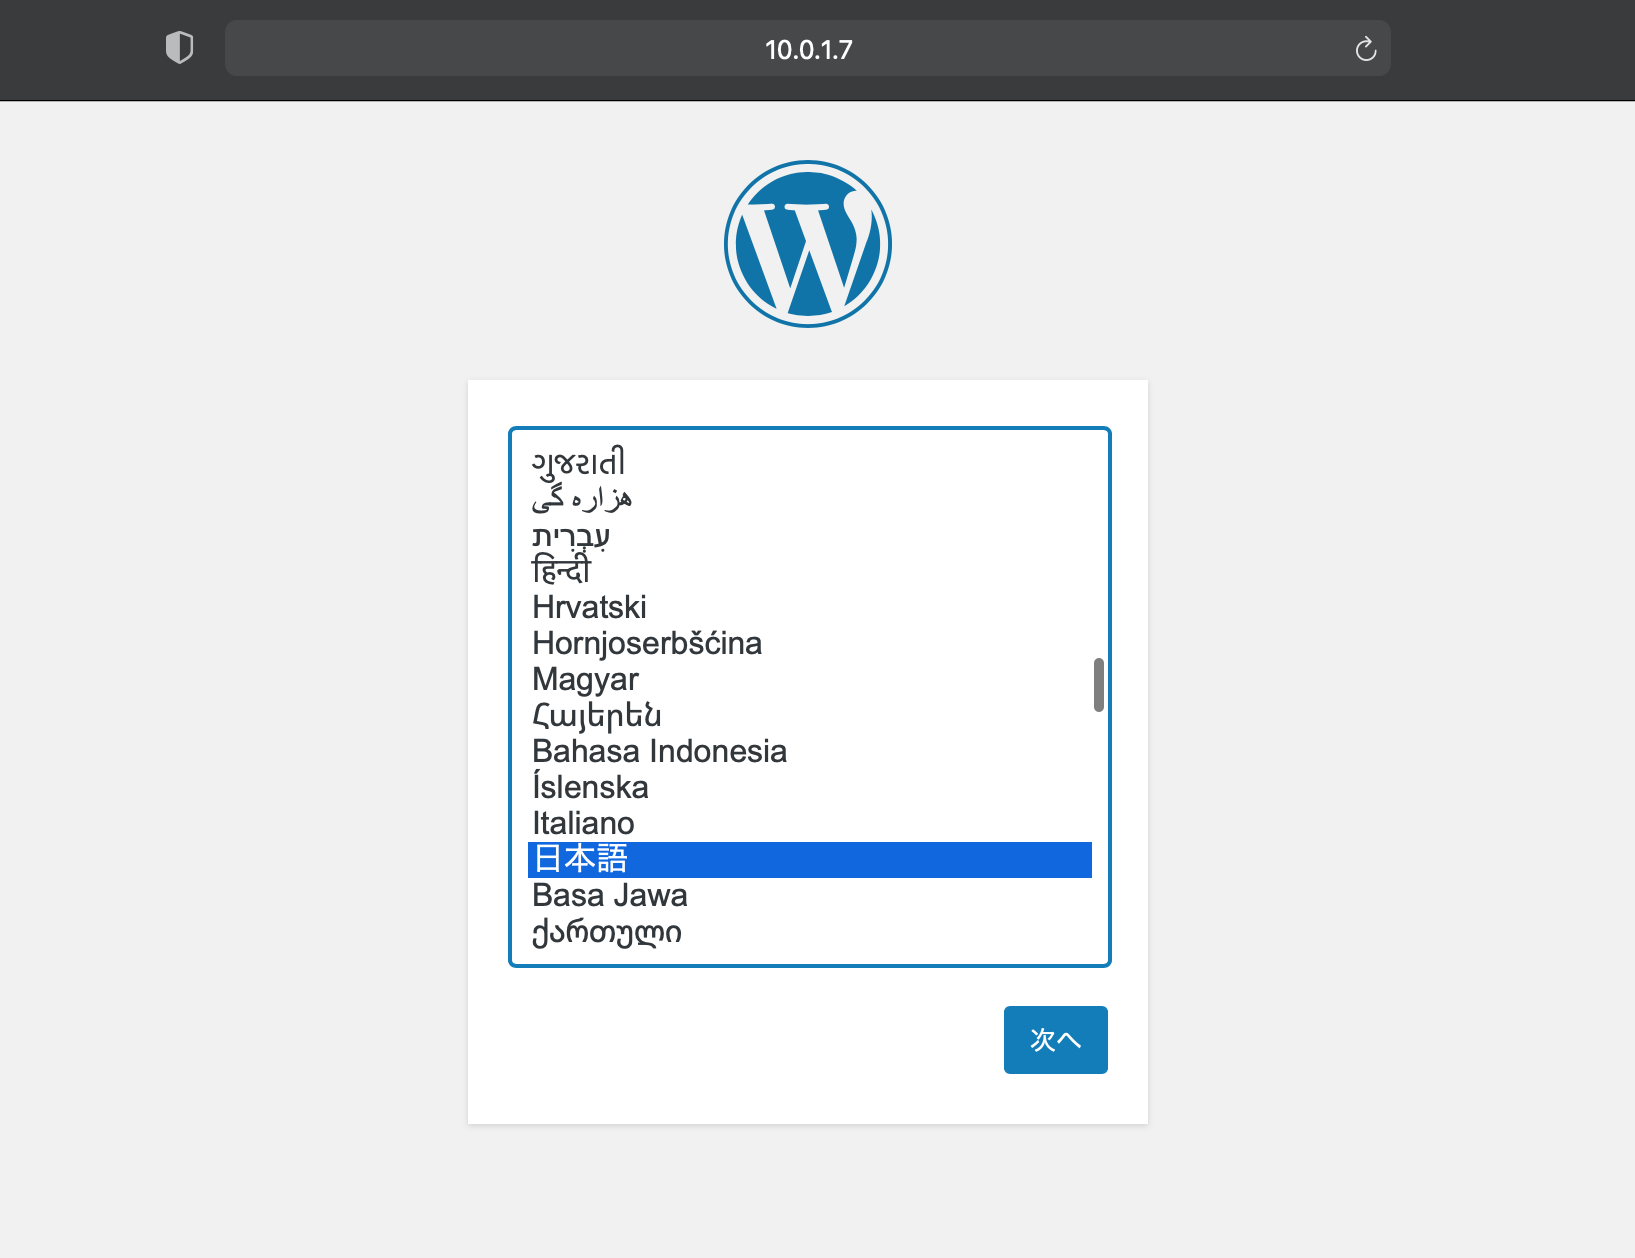 10.0.1.7
ગુજરાતી
هزاره گی
עִבְרִית
हिन्दी
Hrvatski
Hornjoserbšćina
Magyar
Հայերեն
Bahasa Indonesia
Íslenska
Italiano
日本語
Basa Jawa
ქართული
次へ